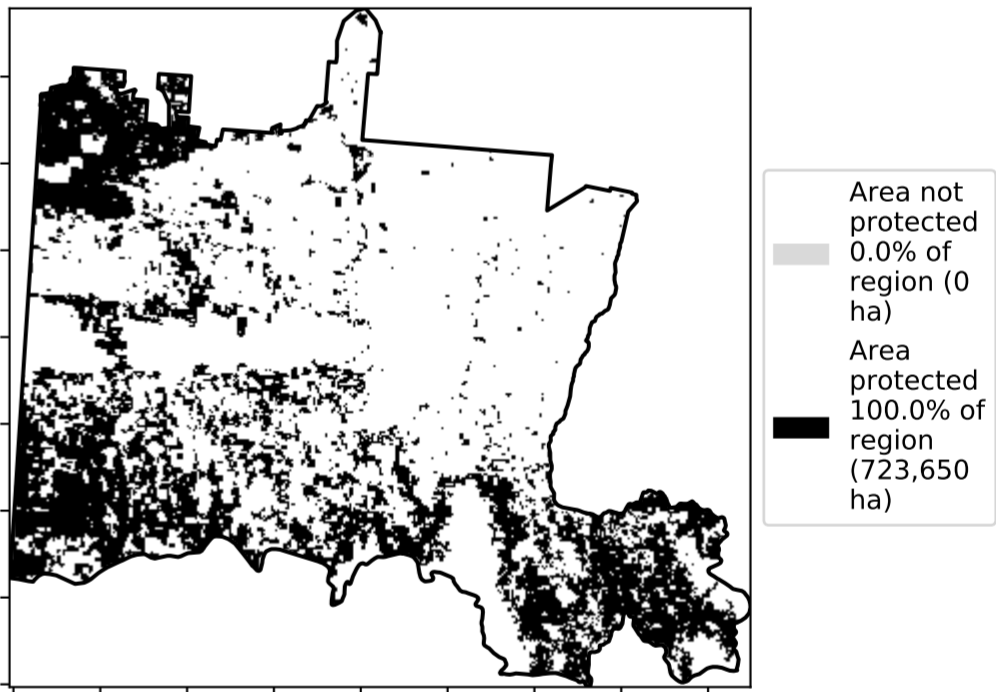 Area not
protected
0.0% of
region (0
ha)
Area
protected
100.0% of
region
(723,650
ha)